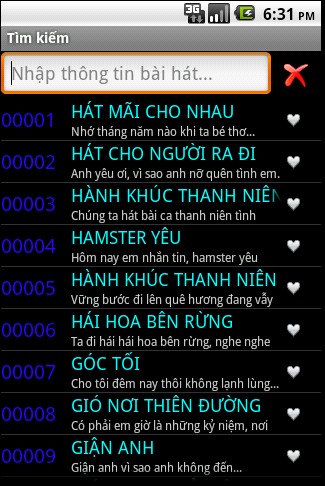 3G 6:31 PM
Tìm kiếm
Nhập thông tin bài hát...
00001 HÁT MÃI CHO NHAU
Nhớ tháng năm nào khi ta bé thơ...
00002 HÁT CHO NGƯỜI RA ĐI
Anh yêu ơi, vì sao anh nỡ quên tình em.
00003 HÀNH KHÚC THANH NIÊN
Chúng ta hát bài ca thanh niên tình
00004 HAMSTER YÊU
Hôm nay em nhắn tin, hamster yêu
00005 HÀNH KHÚC THANH NIÊN
Vững bước đi lên quê hương đang vẫy
00006 HÁI HOA BÊN RỪNG
Ta đi hái hái hoa bên rừng, nghe nghe
00007 GÓC TỐI
Cho tôi đêm nay thôi không lạnh lùng...
00008 GIÓ NƠI THIÊN ĐƯỜNG
Có phải em giờ là những kỷ niệm, nơi
00009 GIẬN ANH
Giận anh vì sao anh không đến...